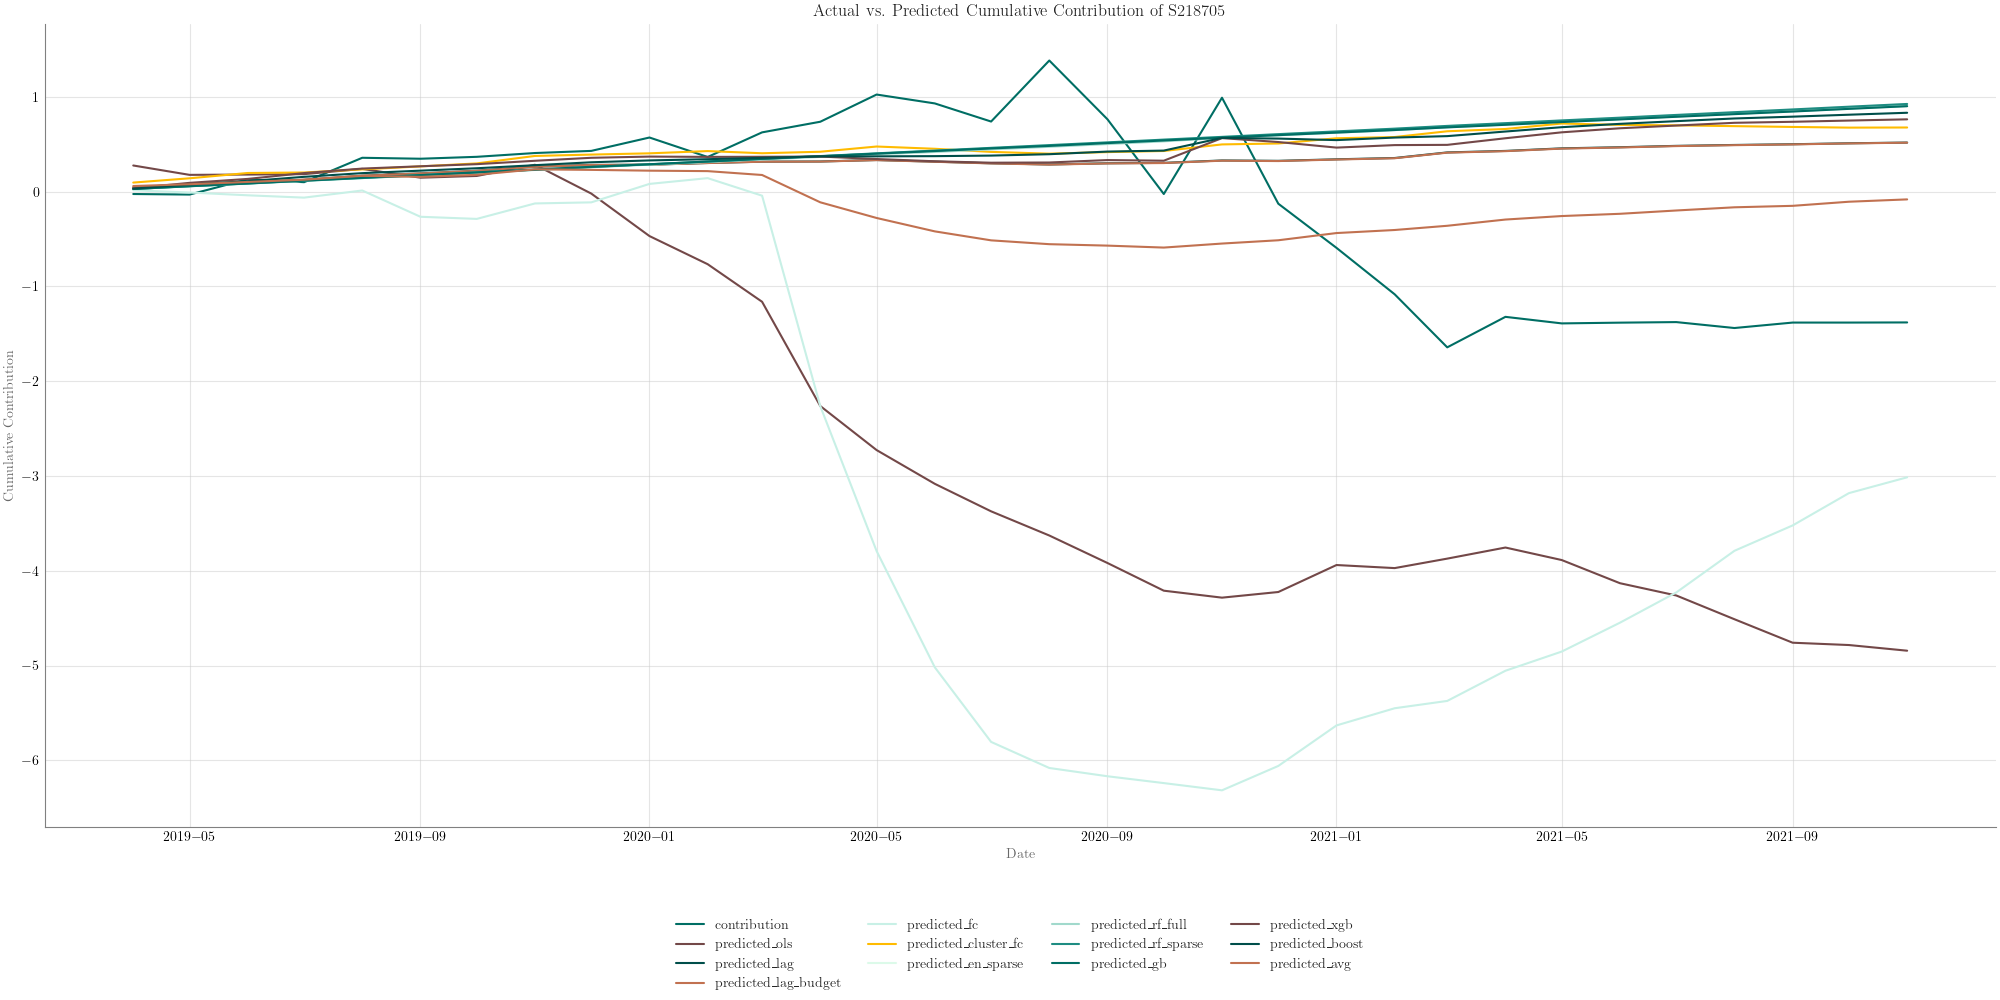 Actual vs. Predicted Cumulative Contribution of S218705
Cumulative Contribution
1
0
−1
−2
−3
−4
−5
−6
2019−05 2019−09 2020−01 2020−05 2020−09 2021−01 2021−05 2021−09
Date
contribution predicted_fc predicted_rf_full predicted_xgb
predicted_ols predicted_cluster_fc predicted_rf_sparse predicted_boost
predicted_lag predicted_en_sparse predicted_gb predicted_avg
predicted_lag_budget